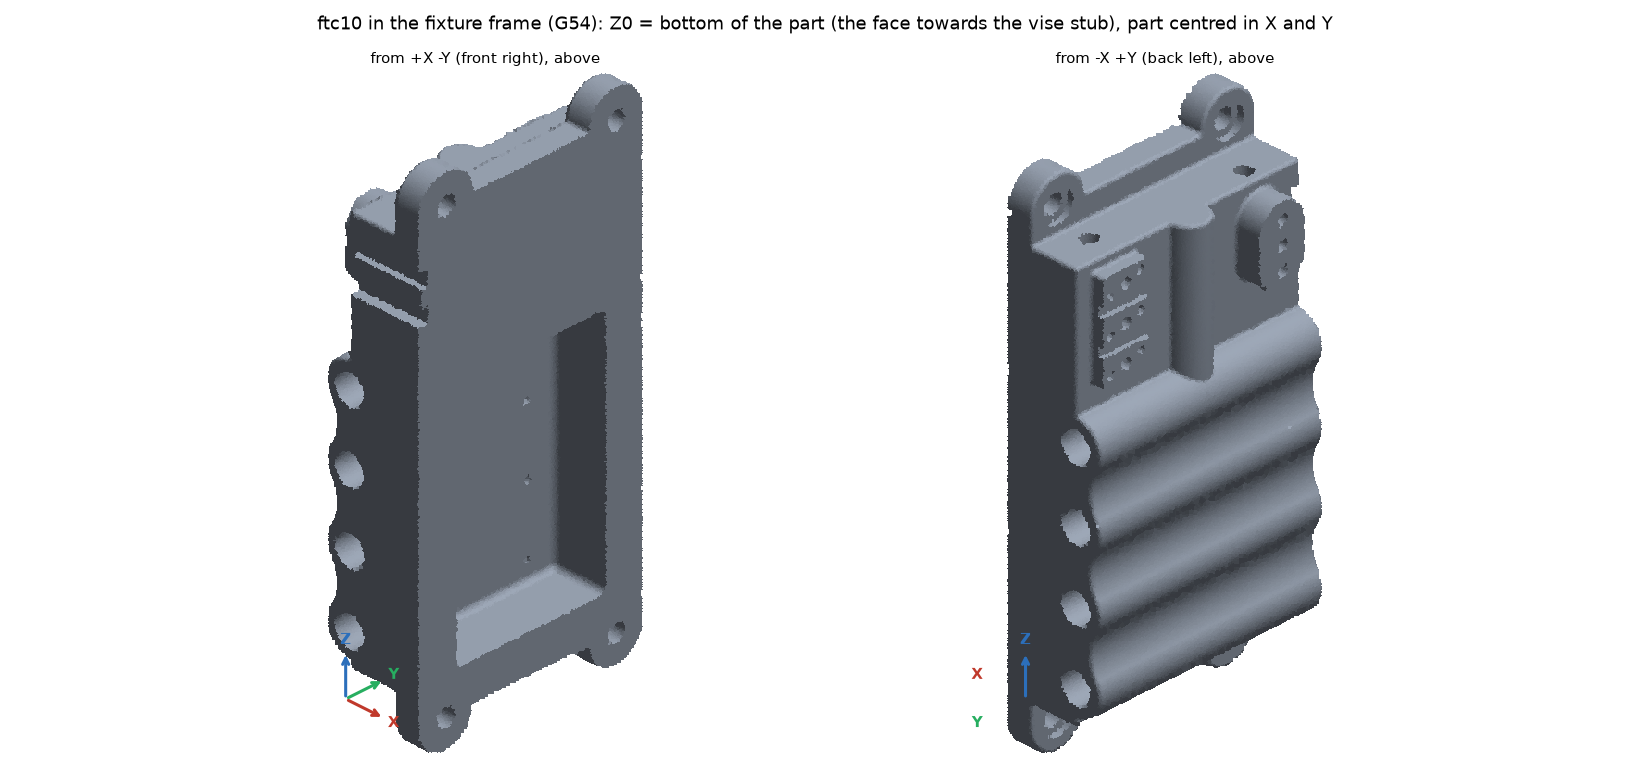 ftc10 in the fixture frame (G54): Z0 = bottom of the part (the face towards the vise stub), part centred in X and Y
from +X -Y (front right), above
from -X +Y (back left), above
Z
Y
X
Z
X
Y